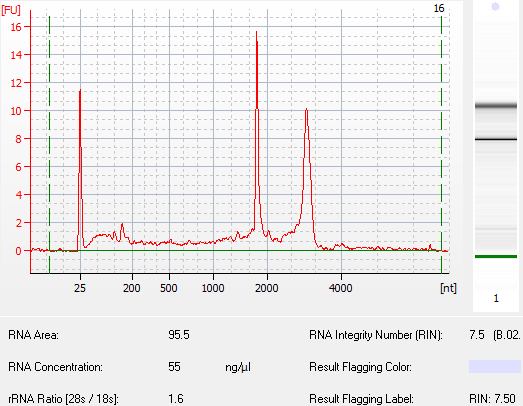 [FU]
16
16
14
12
10
8
6
4
2
0
25 200 500 1000 2000 4000 [nt]
1
RNA Area: 95.5 RNA Integrity Number (RIN): 7.5 (B.02.
RNA Concentration: 55 ng/µl Result Flagging Color:
rRNA Ratio [28s / 18s]: 1.6 Result Flagging Label: RIN: 7.50